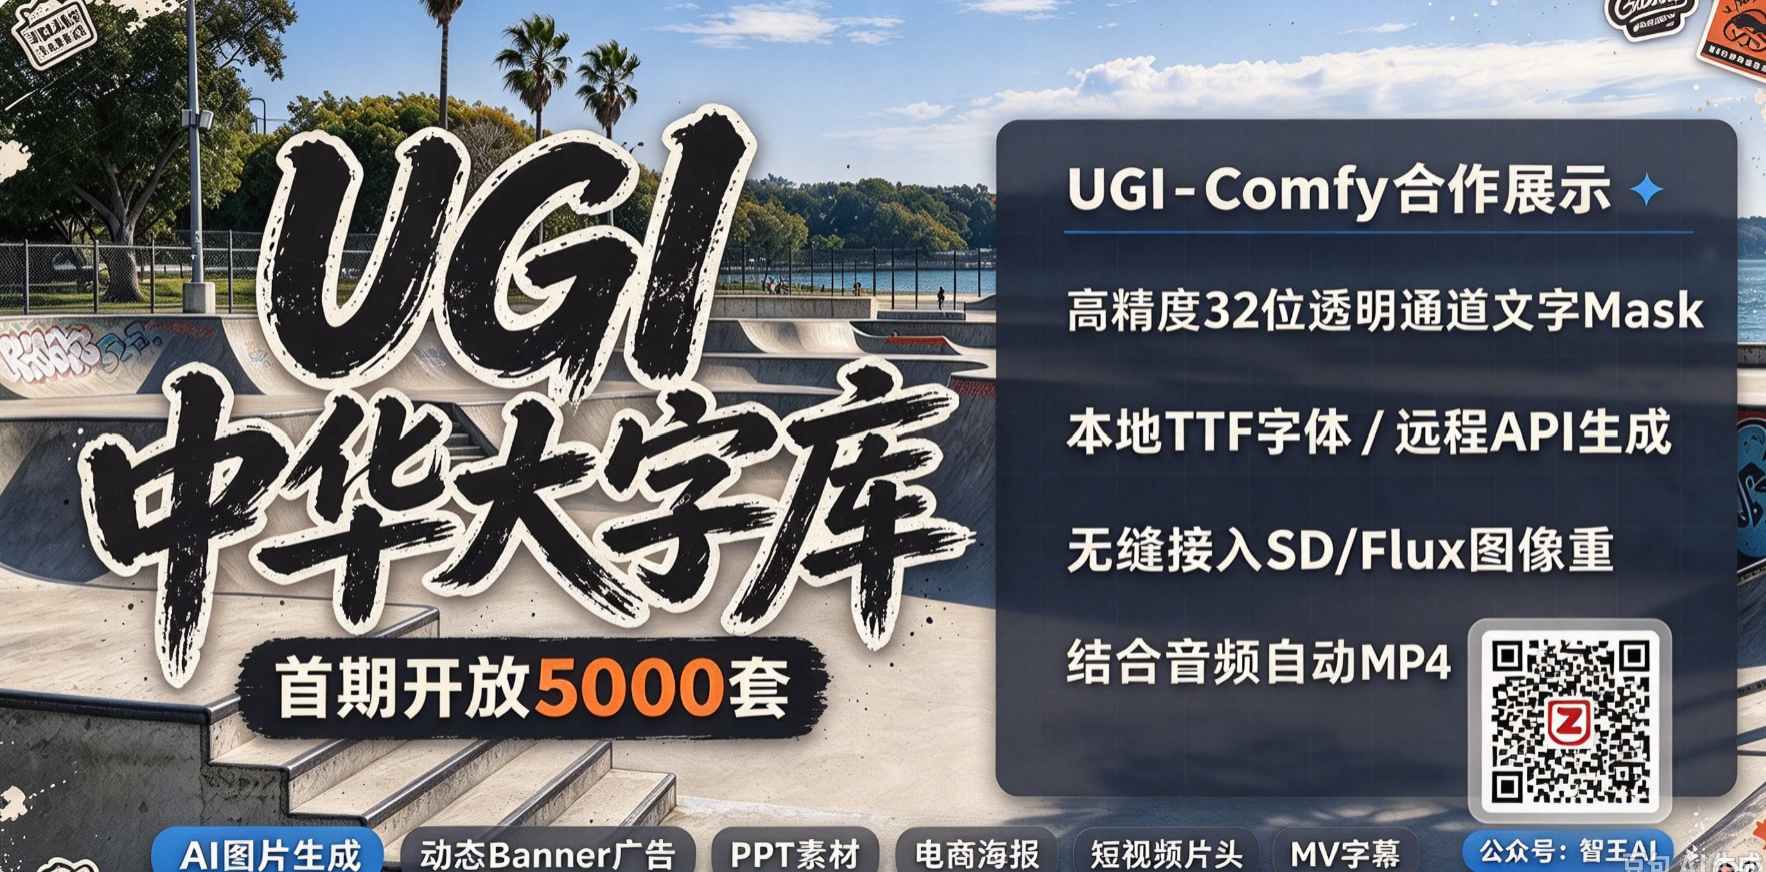 UGI
中华大字库
首期开放5000套
UGI-Comfy合作展示
高精度32位透明通道文字Mask
本地TTF字体 / 远程API生成
无缝接入SD/Flux图像重
结合音频自动MP4
Z
AI图片生成
动态Banner广告
PPT素材
电商海报
短视频片头
MV字幕
公众号：智王AI